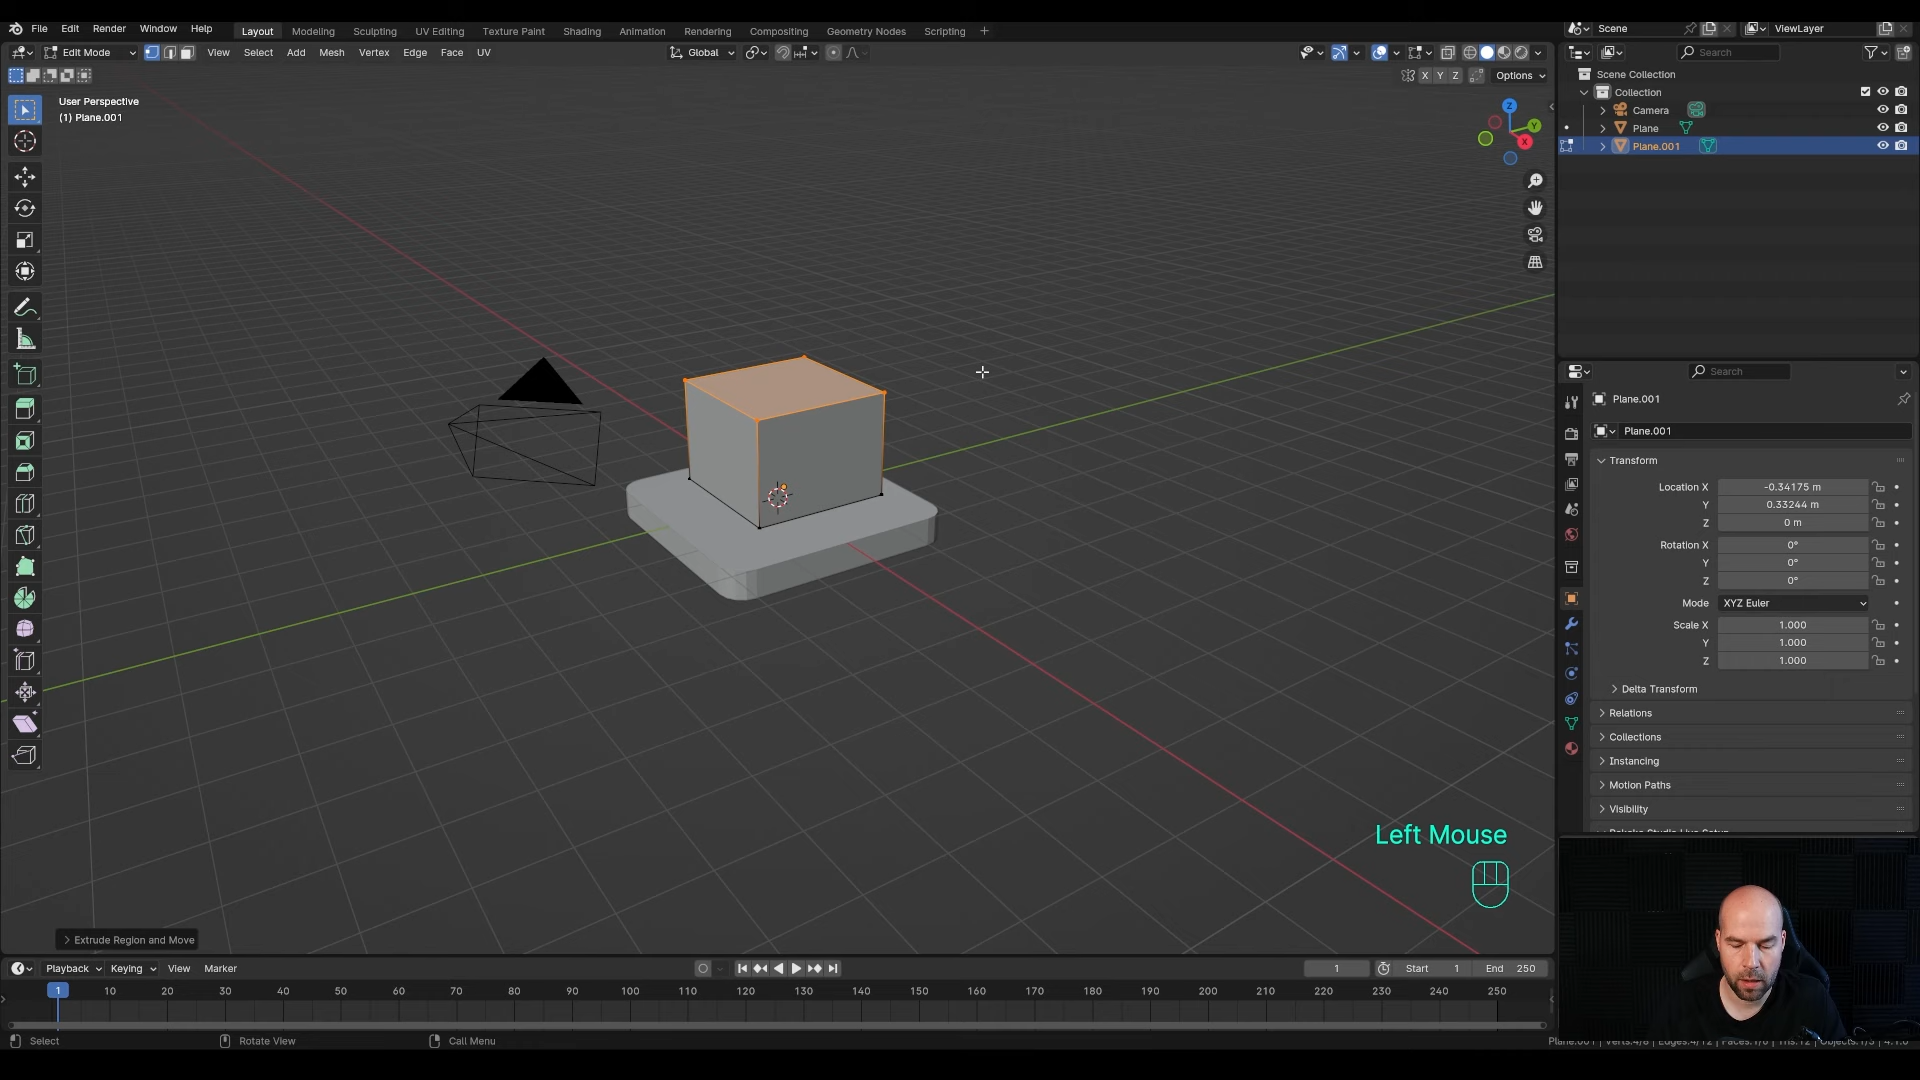 File Edit Render Window Help Layout Modeling Sculpting UV Editing Texture Paint Shading Animation Rendering Compositing Geometry Nodes Scripting + Scene ViewLayer
Edit Mode View Select Add Mesh Vertex Edge Face UV Global Search
X Y Z Options
User Perspective
(1) Plane.001
Z
Y
X
Scene Collection
Collection
Camera
Plane
Plane.001
Search
Plane.001
Plane.001
Transform
Location X -0.34175 m
Y 0.33244 m
Z 0 m
Rotation X 0°
Y 0°
Z 0°
Mode XYZ Euler
Scale X 1.000
Y 1.000
Z 1.000
Delta Transform
Relations
Collections
Instancing
Motion Paths
Visibility
Left Mouse
Extrude Region and Move
Playback Keying View Marker 1 Start 1 End 250
1 10 20 30 40 50 60 70 80 90 100 110 120 130 140 150 160 170 180 190 200 210 220 230 240 250
Select Rotate View Call Menu